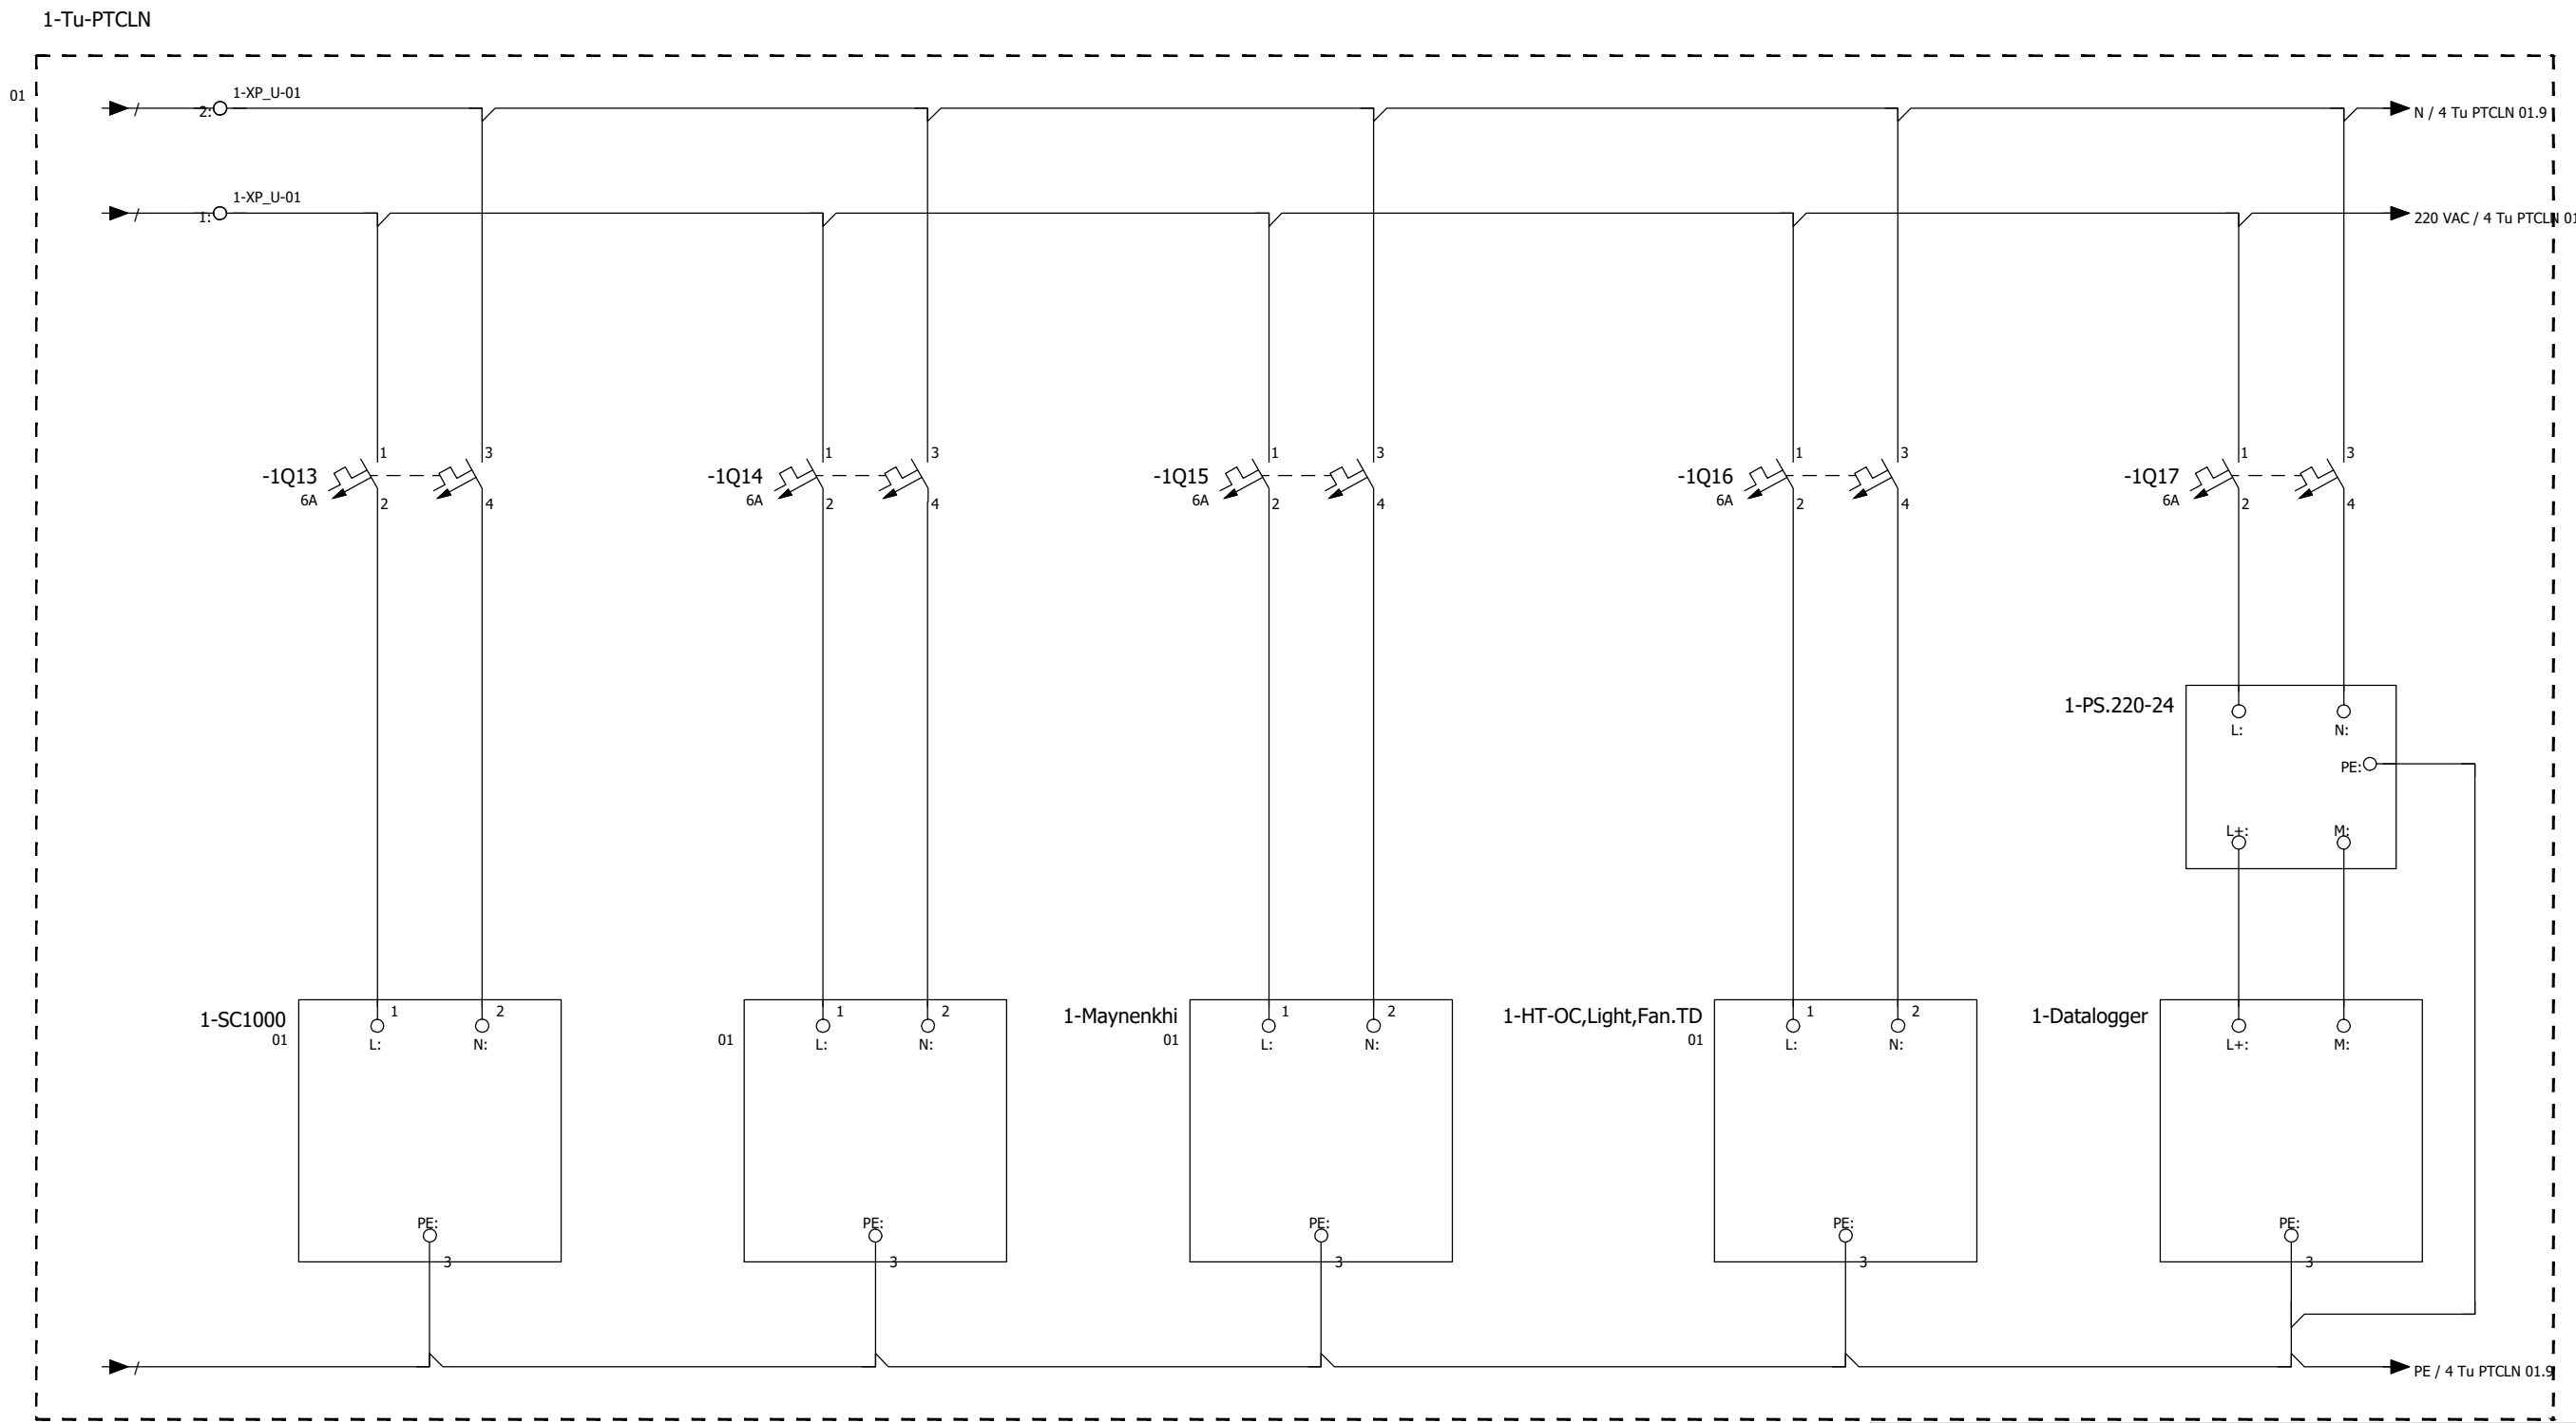 1-Tu-PTCLN
01
1-XP_U-01
2:
N / 4 Tu PTCLN 01.9
1-XP_U-01
1:
220 VAC / 4 Tu PTCLN 01
1 3 1 3 1 3 1 3 1 3
-1Q13 -1Q14 -1Q15 -1Q16 -1Q17
6A 6A 6A 6A 6A
2 4 2 4 2 4 2 4 2 4
1-PS.220-24
L: N:
PE:
L+: M:
1-SC1000 1 2 1 2 1-Maynenkhi 1 2 1-HT-OC,Light,Fan.TD 1 2 1-Datalogger
01 01 01 01
L: N: L: N: L: N: L: N: L+: M:
PE: PE: PE: PE: PE:
3 3 3 3 3
PE / 4 Tu PTCLN 01.9